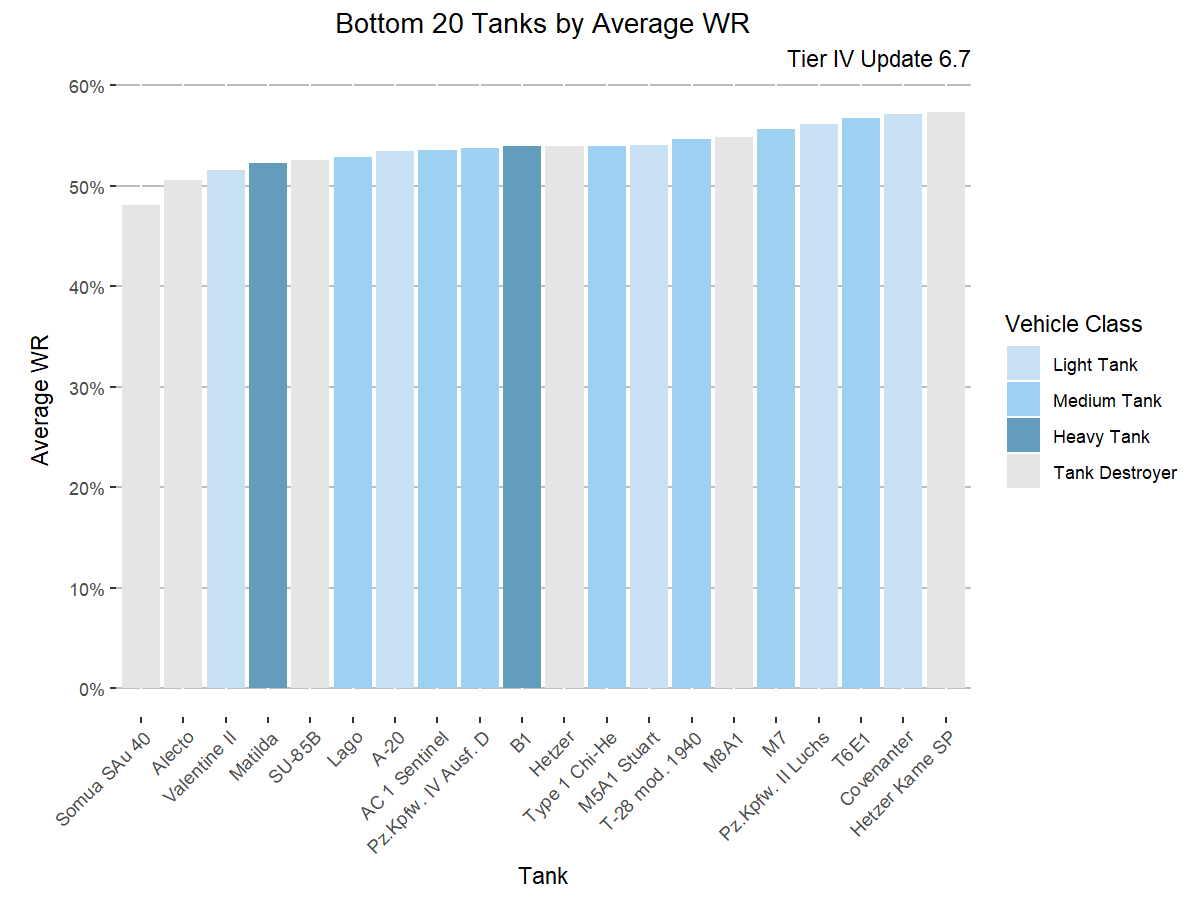 Bottom 20 Tanks by Average WR
Tier IV Update 6.7
60%
50%
40%
30%
20%
10%
0%
Average WR
Somua SAu 40
Alecto
Valentine II
Matilda
SU-85B
Lago
A-20
AC 1 Sentinel
Pz.Kpfw. IV Ausf. D
B1
Hetzer
Type 1 Chi-He
M5A1 Stuart
T-28 mod. 1940
M8A1
M7
Pz.Kpfw. II Luchs
T6E1
Covenanter
Hetzer Kame SP
Tank
Vehicle Class
Light Tank
Medium Tank
Heavy Tank
Tank Destroyer